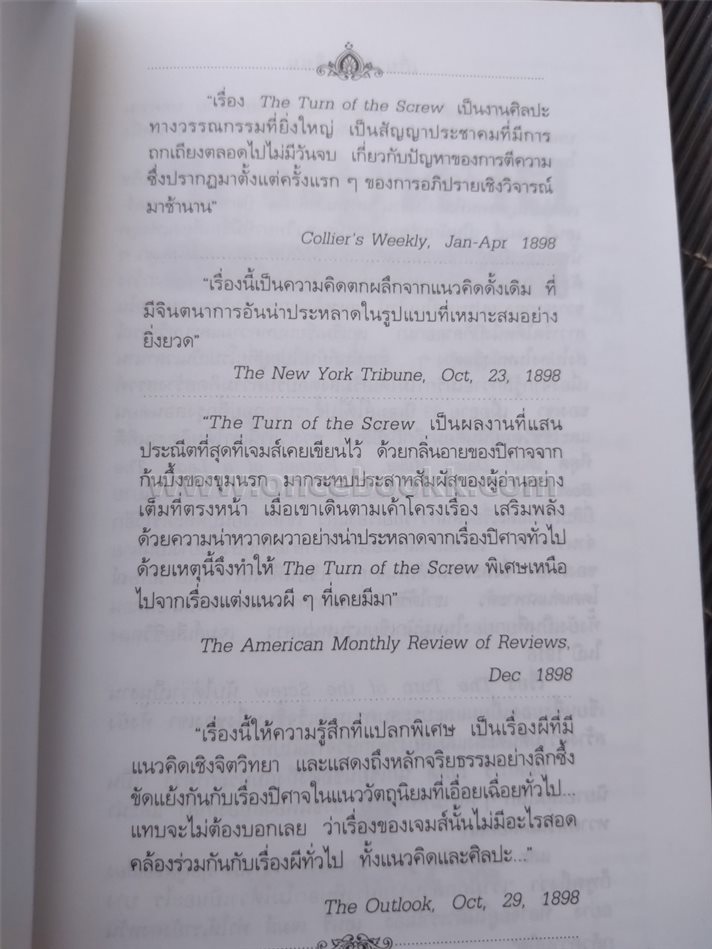 "เรื่อง The Turn of the Screw เป็นงานศิลปะ
ทางวรรณกรรมที่ยิ่งใหญ่ เป็นสัญญาประชาคมที่มีการ
ถกเถียงตลอดไปไม่มีวันจบ เกี่ยวกับปัญหาของการตีความ
ซึ่งปรากฏมาตั้งแต่ครั้งแรก ๆ ของการอภิปรายเชิงวิจารณ์
มาช้านาน"
Collier's Weekly, Jan-Apr 1898
"เรื่องนี้เป็นความคิดตกผลึกจากแนวคิดดั้งเดิม ที่
มีจินตนาการอันน่าประหลาดในรูปแบบที่เหมาะสมอย่าง
ยิ่งยวด"
The New York Tribune, Oct, 23, 1898
"The Turn of the Screw เป็นผลงานที่แสน
ประณีตที่สุดที่เจมส์เคยเขียนไว้ ด้วยกลิ่นอายของปิศาจจาก
ก้นบึ้งของขุมนรก มากระทบประสาทสัมผัสของผู้อ่านอย่าง
www.oncebookk.com
เต็มที่ตรงหน้า เมื่อเขาเดินตามเค้าโครงเรื่อง เสริมพลัง
ด้วยความน่าหวาดผวาอย่างน่าประหลาดจากเรื่องปิศาจทั่วไป
ด้วยเหตุนี้จึงทำให้ The Turn of the Screw พิเศษเหนือ
ไปจากเรื่องแต่งแนวผี ๆ ที่เคยมีมา"
The American Monthly Review of Reviews,
Dec 1898
"เรื่องนี้ให้ความรู้สึกที่แปลกพิเศษ เป็นเรื่องผีที่มี
แนวคิดเชิงจิตวิทยา และแสดงถึงหลักจริยธรรมอย่างลึกซึ้ง
ขัดแย้งกันกับเรื่องปิศาจในแนววัตถุนิยมที่เอื่อยเฉื่อยทั่วไป...
แทบจะไม่ต้องบอกเลย ว่าเรื่องของเจมส์นั้นไม่มีอะไรสอด
คล้องร่วมกันกับเรื่องผีทั่วไป ทั้งแนวคิดและศิลปะ..."
The Outlook, Oct, 29, 1898